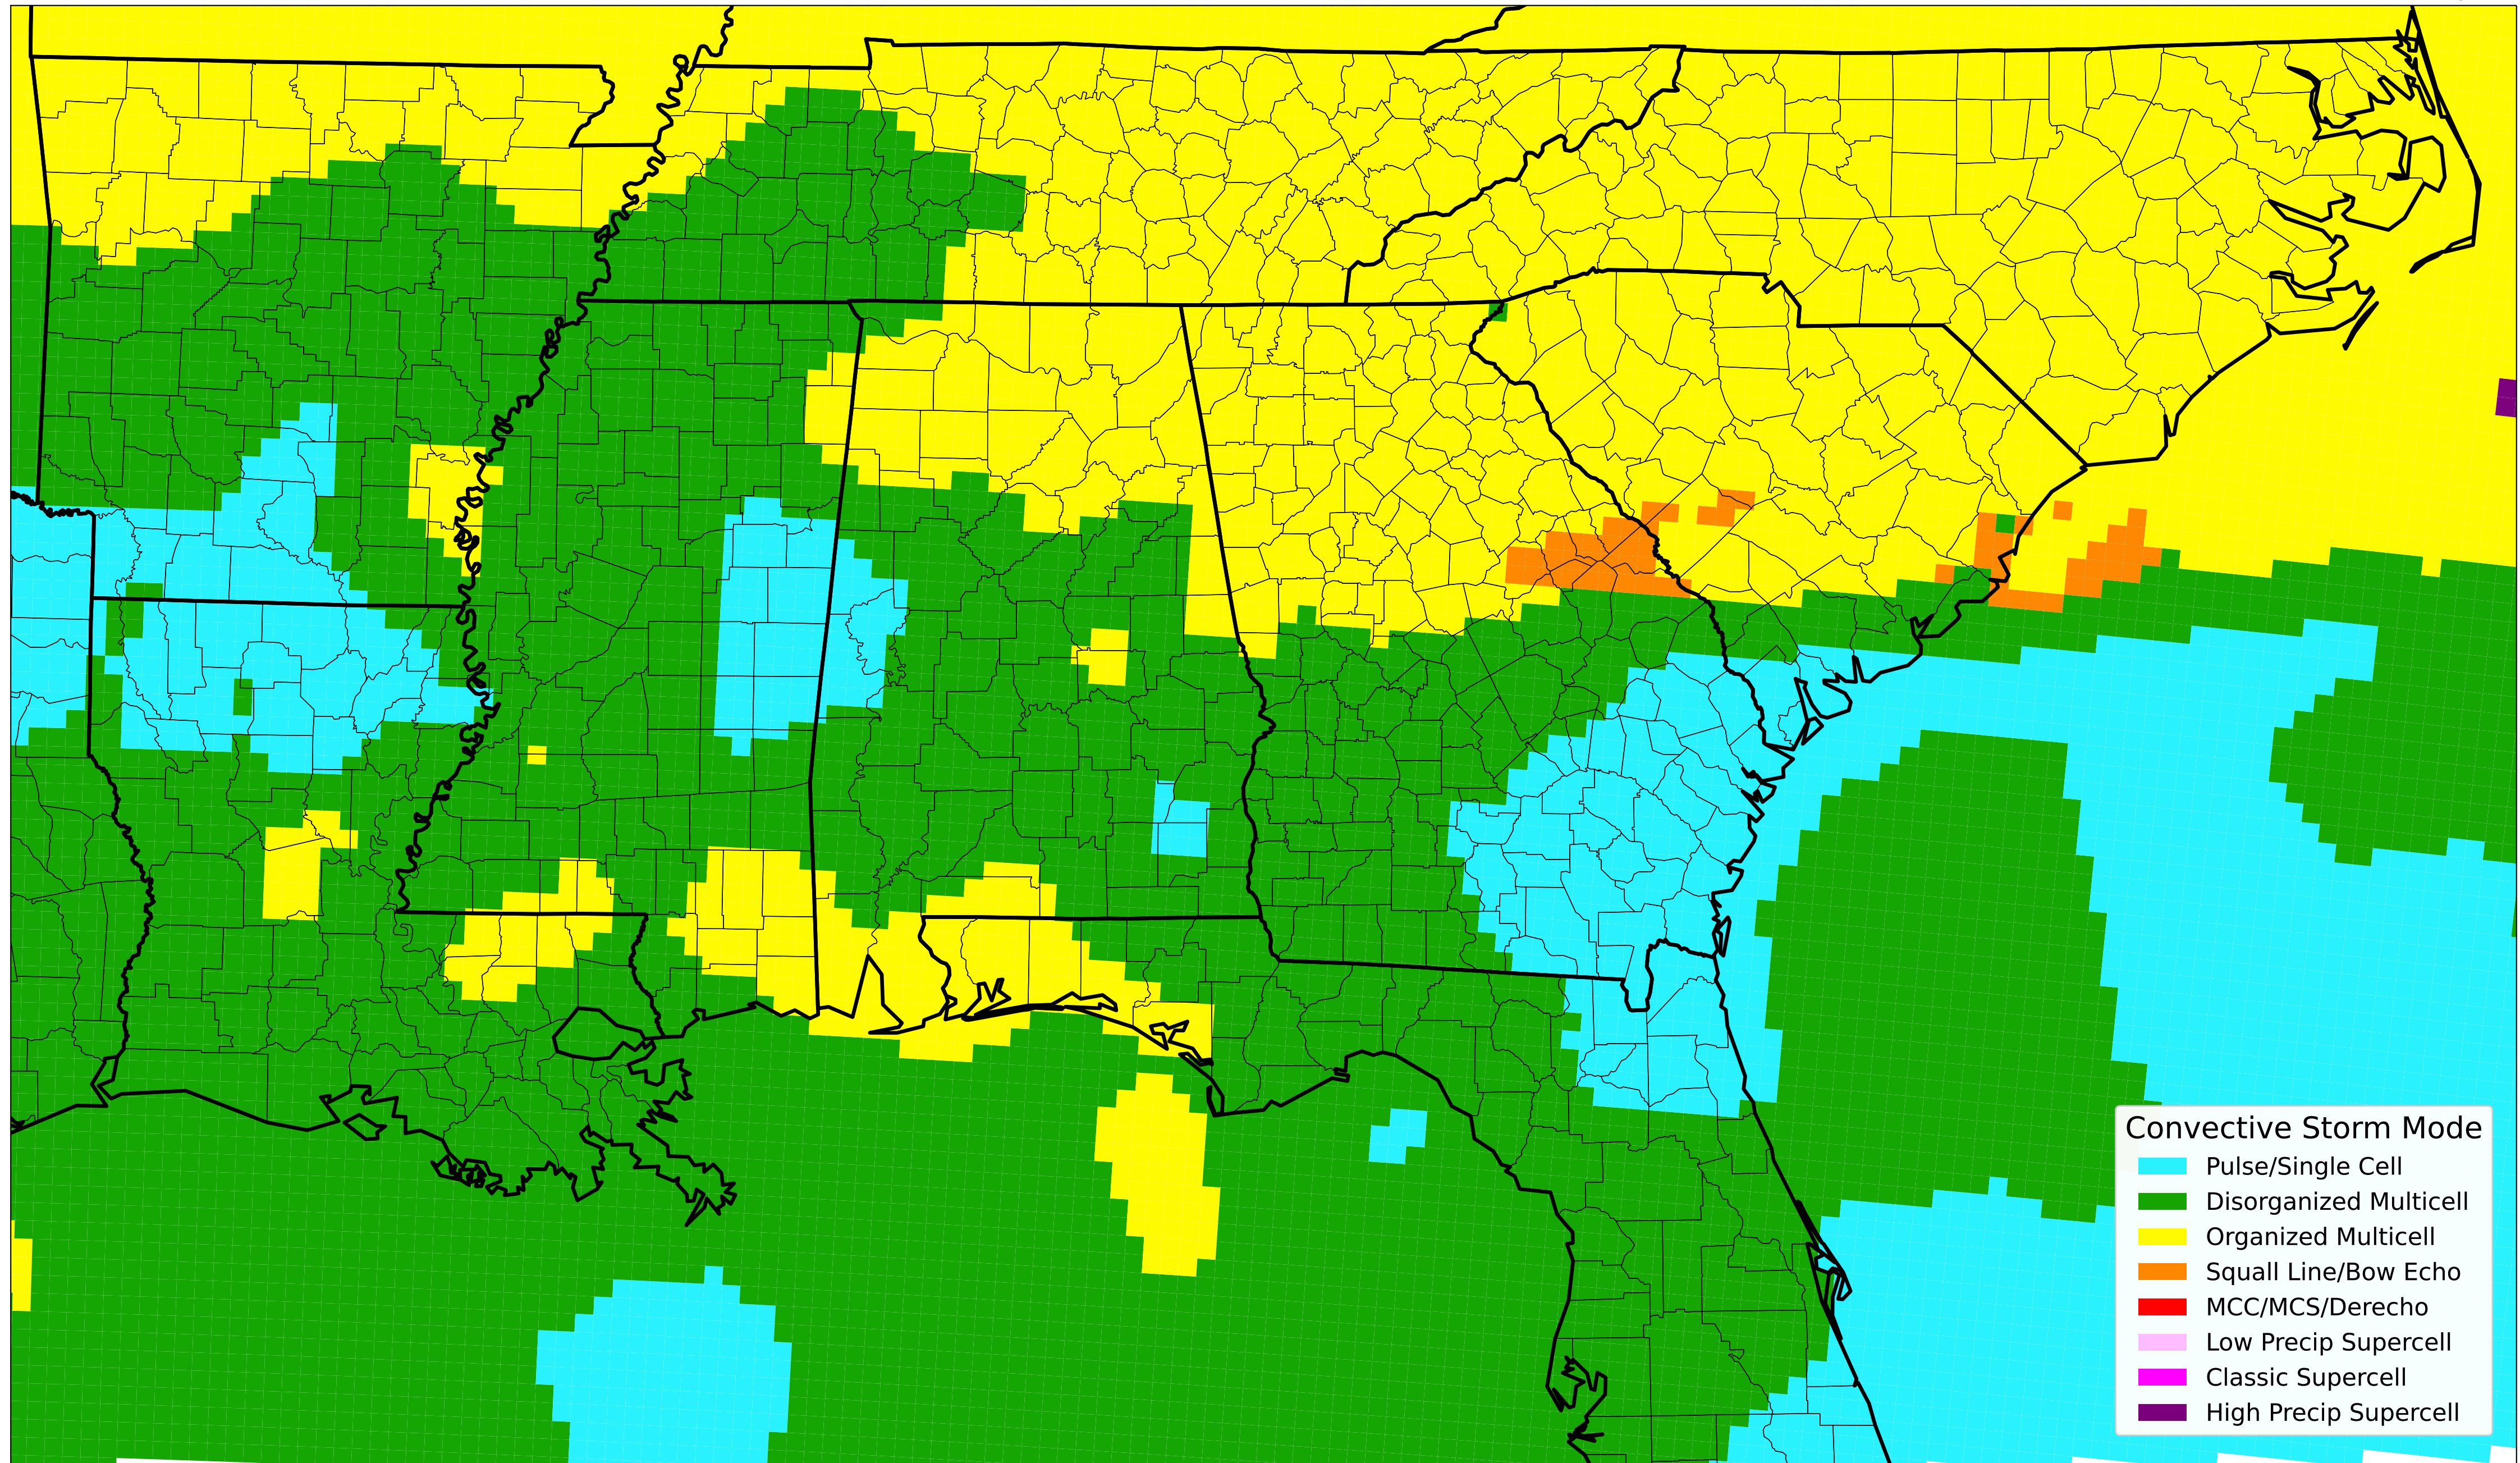 Convective Storm Mode
Pulse/Single Cell
Disorganized Multicell
Organized Multicell
Squall Line/Bow Echo
MCC/MCS/Derecho
Low Precip Supercell
Classic Supercell
High Precip Supercell